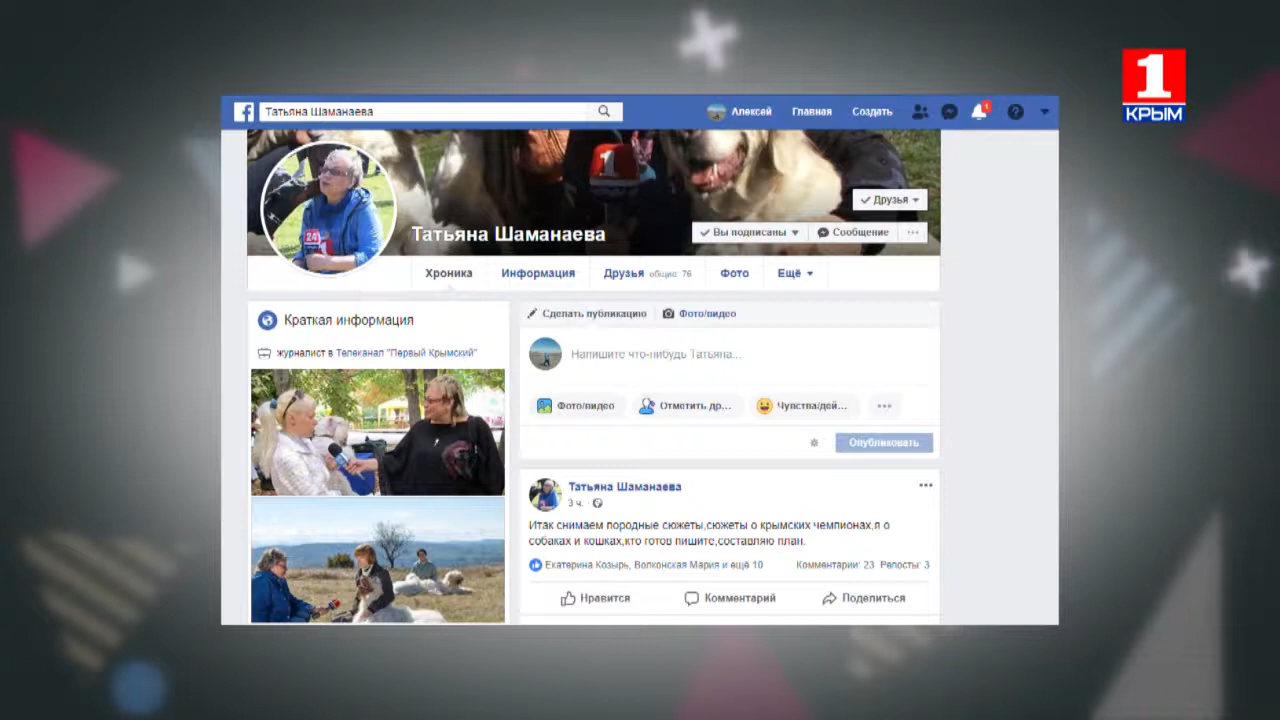 1
КРЫМ
Татьяна Шаманаева
Алексей
Главная
Создать
1
1
Друзья
Татьяна Шаманаева
Вы подписаны
Сообщение
24
Хроника
Информация
Друзья общие: 76
Фото
Ещё
Краткая информация
журналист в Телеканал "Первый Крымский"
Сделать публикацию
Фото/видео
Напишите что-нибудь Татьяна...
Фото/видео
Отметить др...
Чувства/дей...
Опубликовать
Татьяна Шаманаева
3 ч.
Итак снимаем породные сюжеты,сюжеты о крымских чемпионах,л о
собаках и кошках,кто готов пишите,составляю план.
Екатерина Козырь, Волконская Мария и ещё 10
Комментарии: 23 Репосты: 3
Нравится
Комментарий
Поделиться